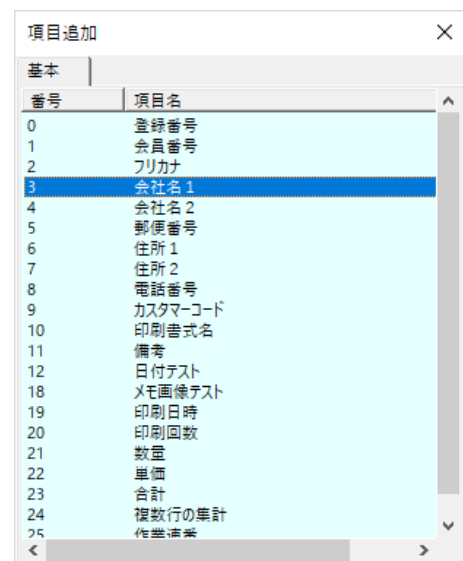 項目追加
基本
番号 項目名
0 登録番号
1 会員番号
2 フリカナ
3 会社名１
4 会社名２
5 郵便番号
6 住所１
7 住所２
8 電話番号
9 カスタマーコード
10 印刷書式名
11 備考
12 日付テスト
18 メモ画像テスト
19 印刷日時
20 印刷回数
21 数量
22 単価
23 合計
24 複数行の集計
25 作業連番